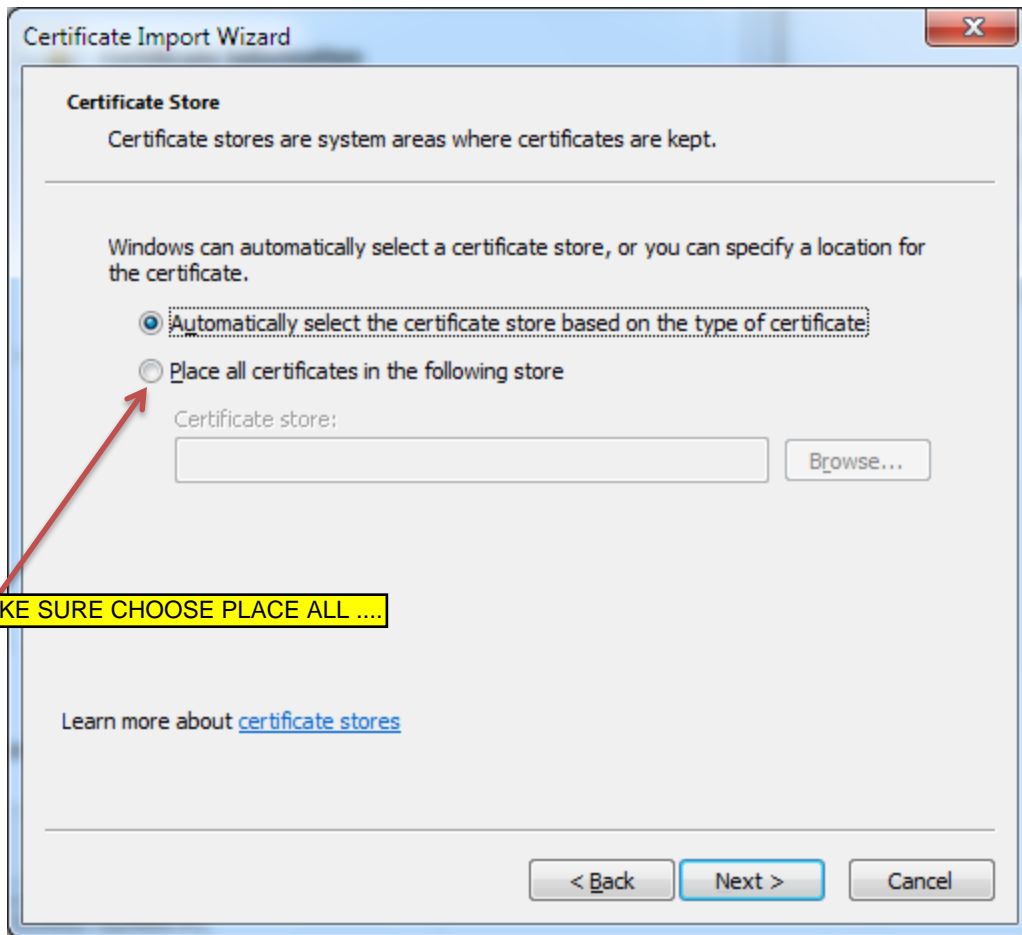 Certificate Import Wizard
Certificate Store
Certificate stores are system areas where certificates are kept.
Windows can automatically select a certificate store, or you can specify a location for
the certificate.
Automatically select the certificate store based on the type of certificate
Place all certificates in the following store
Certificate store:
Browse...
KE SURE CHOOSE PLACE ALL ....
Learn more about certificate stores
< Back
Next >
Cancel